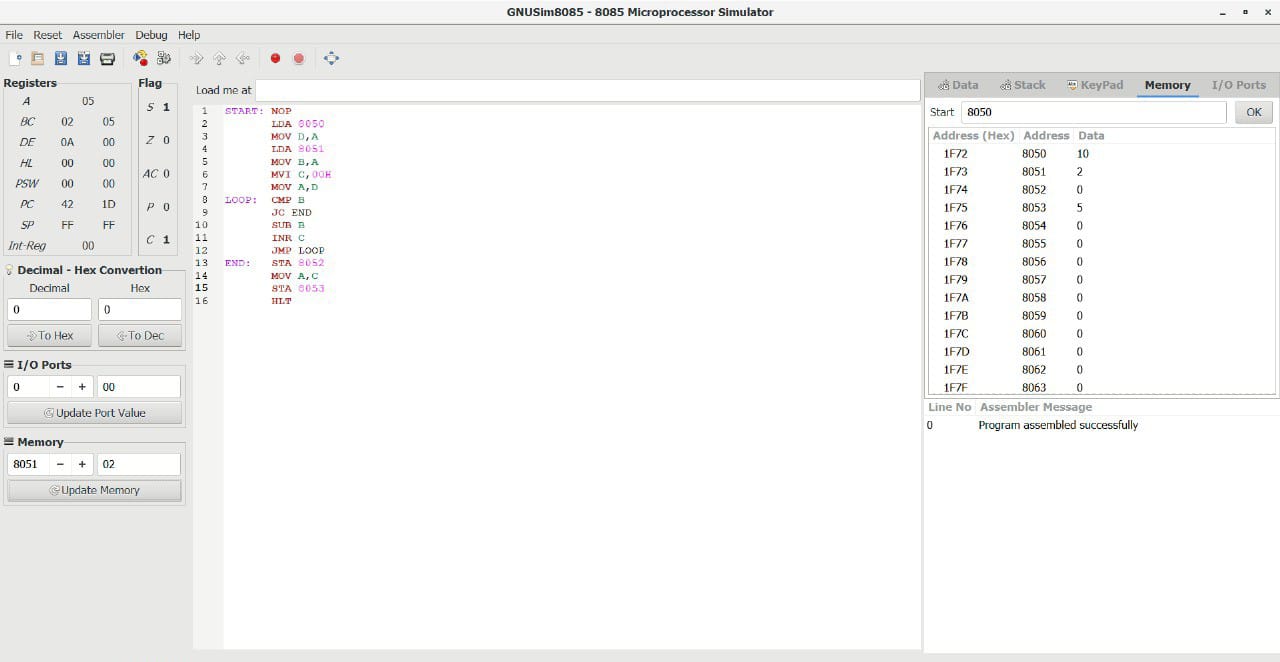 GNUSim8085 - 8085 Microprocessor Simulator
File Reset Assembler Debug Help
Registers
A 05
BC 02 05
DE 0A 00
HL 00 00
PSW 00 00
PC 42 1D
SP FF FF
Int-Reg 00
Flag
S 1
Z 0
AC 0
P 0
C 1
Decimal - Hex Convertion
Decimal Hex
0 0
To Hex To Dec
I/O Ports
0 − + 00
Update Port Value
Memory
8051 − + 02
Update Memory
Load me at
1 START: NOP
2 LDA 8050
3 MOV D,A
4 LDA 8051
5 MOV B,A
6 MVI C,00H
7 MOV A,D
8 LOOP: CMP B
9 JC END
10 SUB B
11 INR C
12 JMP LOOP
13 END: STA 8052
14 MOV A,C
15 STA 8053
16 HLT
Data Stack KeyPad Memory I/O Ports
Start 8050 OK
Address (Hex) Address Data
1F72 8050 10
1F73 8051 2
1F74 8052 0
1F75 8053 5
1F76 8054 0
1F77 8055 0
1F78 8056 0
1F79 8057 0
1F7A 8058 0
1F7B 8059 0
1F7C 8060 0
1F7D 8061 0
1F7E 8062 0
1F7F 8063 0
Line No Assembler Message
0 Program assembled successfully